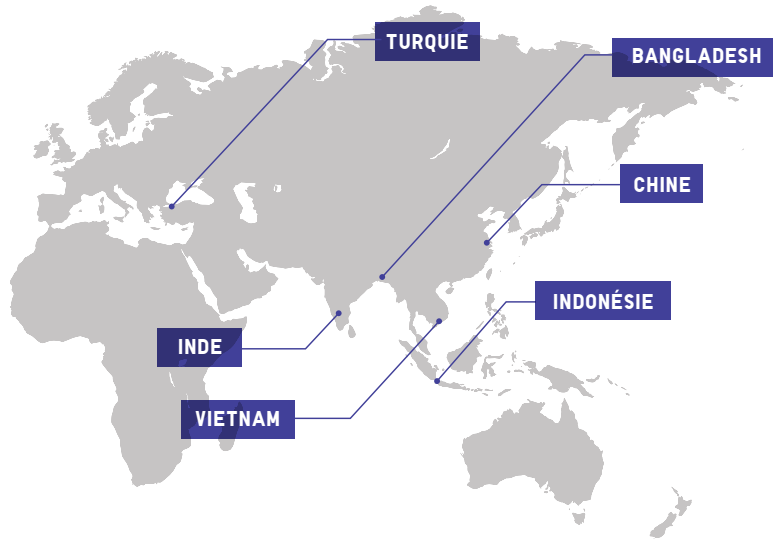 TURQUIE
BANGLADESH
CHINE
INDONÉSIE
INDE
VIETNAM